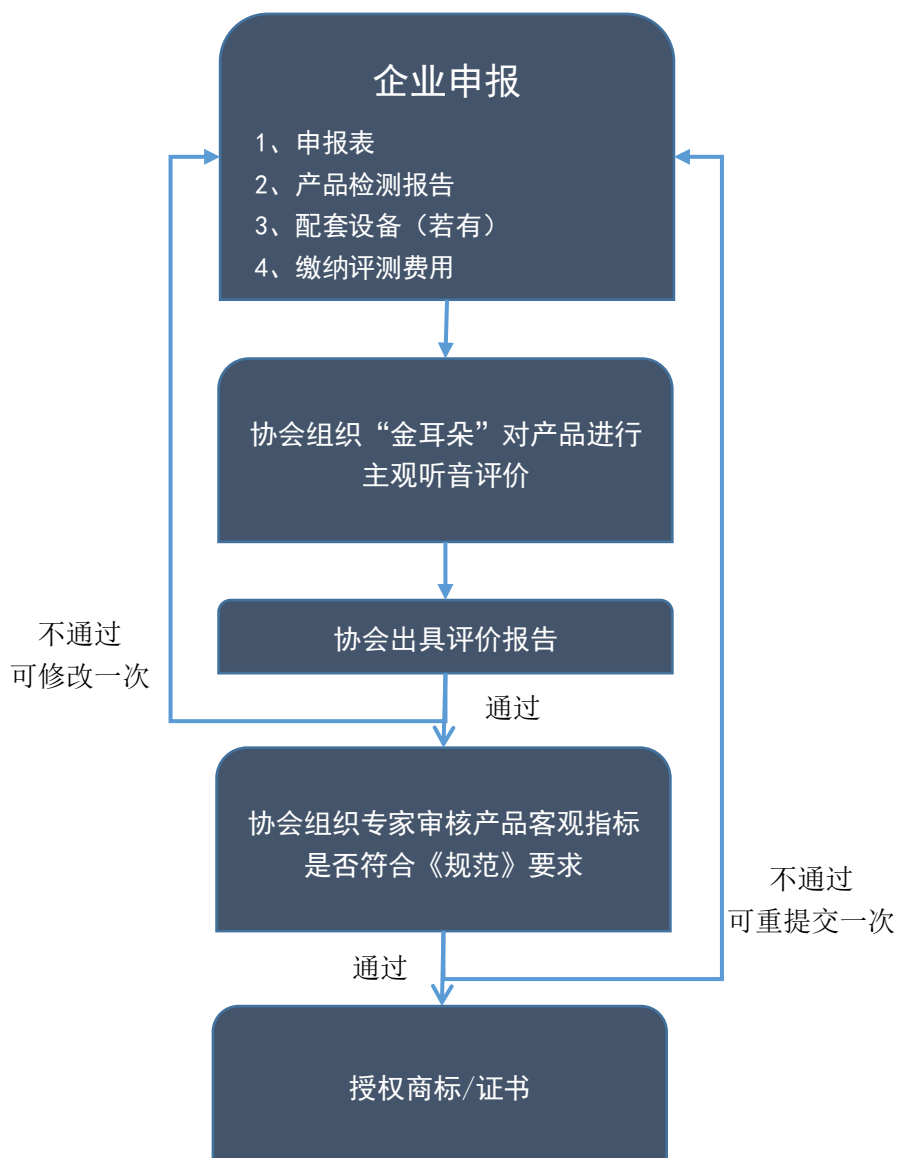 企业申报
1、申报表
2、产品检测报告
3、配套设备（若有）
4、缴纳评测费用
协会组织“金耳朵”对产品进行
主观听音评价
协会出具评价报告
不通过
可修改一次
通过
协会组织专家审核产品客观指标
是否符合《规范》要求
不通过
可重提交一次
通过
授权商标/证书